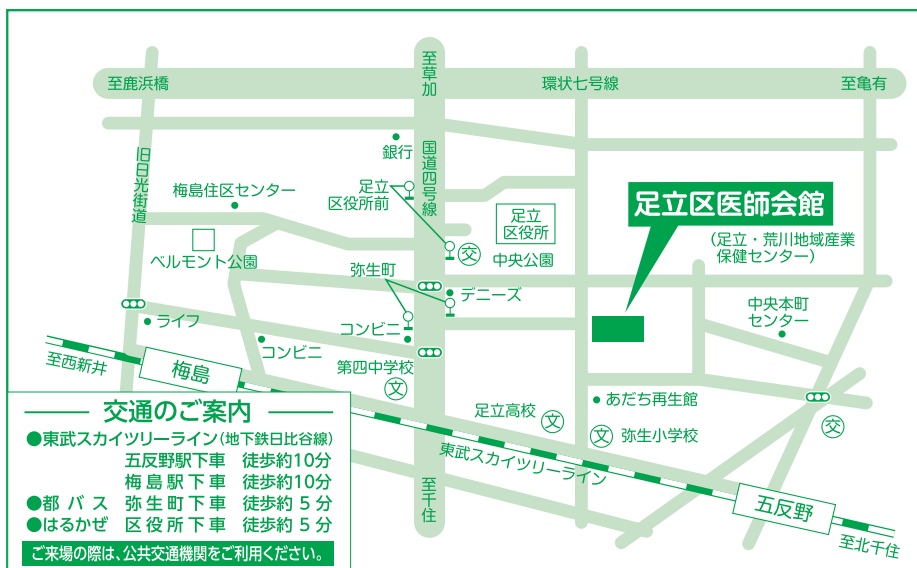 至鹿浜橋
至草加
環状七号線
至亀有
旧日光街道
国道四号線
銀行
足立
区役所前
梅島住区センター
足立
区役所
足立区医師会館
(足立・荒川地域産業
保健センター)
交
中央公園
ベルモント公園
弥生町
デニーズ
中央本町
センター
ライフ
コンビニ
コンビニ
第四中学校
文
至西新井
梅島
あだち再生館
足立高校
文
文
弥生小学校
交
東武スカイツリーライン
至千住
五反野
至北千住
交通のご案内
●東武スカイツリーライン(地下鉄日比谷線)
五反野駅下車 徒歩約10分
梅島駅下車 徒歩約10分
●都バス 弥生町下車 徒歩約5分
●はるかぜ 区役所下車 徒歩約5分
ご来場の際は、公共交通機関をご利用ください。